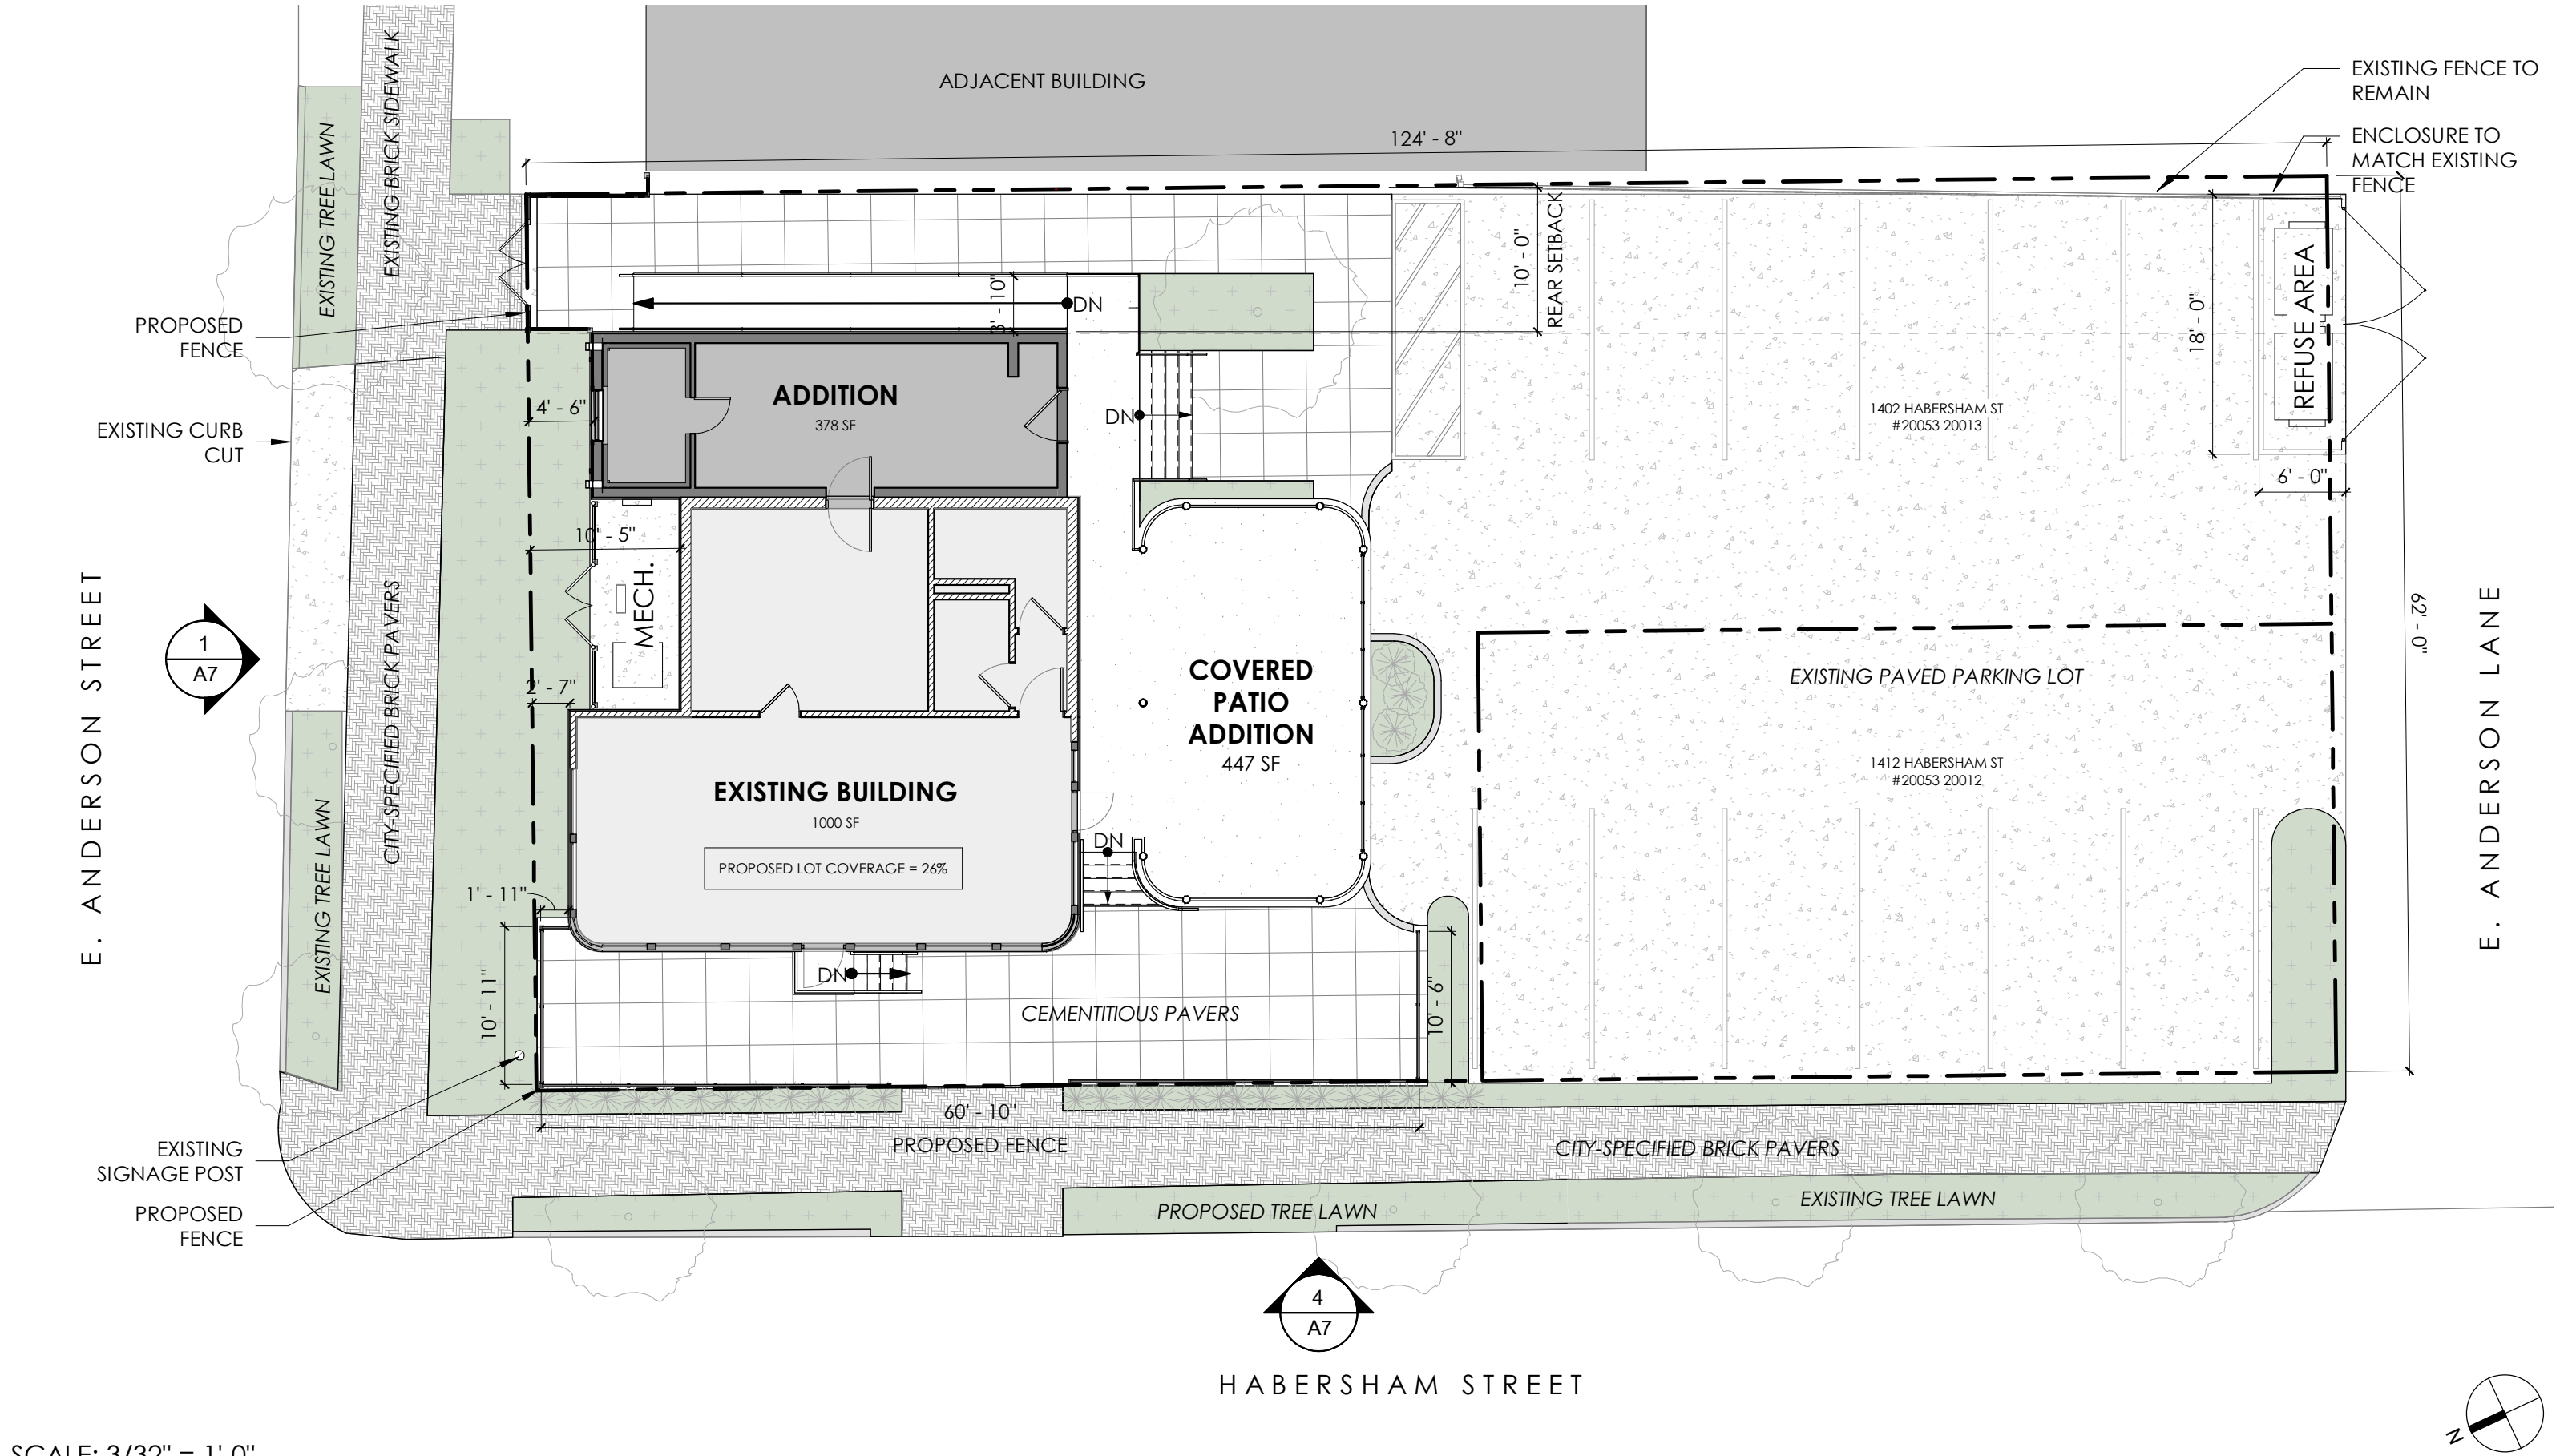 ADJACENT BUILDING
124' - 8"
EXISTING FENCE TO
REMAIN
ENCLOSURE TO
MATCH EXISTING
FENCE
EXISTING TREE LAWN
EXISTING BRICK SIDEWALK
PROPOSED
FENCE
EXISTING CURB
CUT
4' - 6"
3' - 10"
DN
10' - 0"
REAR SETBACK
18' - 0"
REFUSE AREA
6' - 0"
ADDITION
378 SF
DN
1402 HABERSHAM ST
#20053 20013
10' - 5"
MECH.
2' - 7"
E. ANDERSON STREET
1
A7
CITY-SPECIFIED BRICK PAVERS
EXISTING TREE LAWN
COVERED
PATIO
ADDITION
447 SF
EXISTING PAVED PARKING LOT
1412 HABERSHAM ST
#20053 20012
62' - 0"
E. ANDERSON LANE
EXISTING BUILDING
1000 SF
PROPOSED LOT COVERAGE = 26%
DN
1' - 11"
10' - 11"
DN
CEMENTITIOUS PAVERS
10' - 6"
60' - 10"
PROPOSED FENCE
EXISTING
SIGNAGE POST
PROPOSED
FENCE
CITY-SPECIFIED BRICK PAVERS
PROPOSED TREE LAWN
EXISTING TREE LAWN
4
A7
HABERSHAM STREET
N
SCALE: 3/32" = 1'-0"